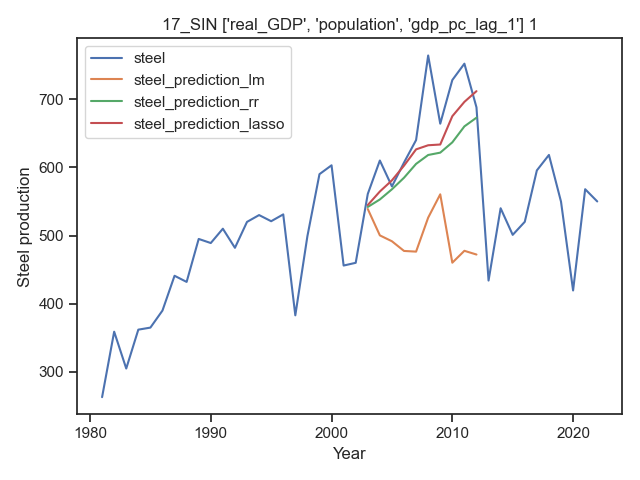 17_SIN ['real_GDP', 'population', 'gdp_pc_lag_1'] 1
steel
steel_prediction_lm
steel_prediction_rr
steel_prediction_lasso
Steel production
700
600
500
400
300
1980
1990
2000
2010
2020
Year